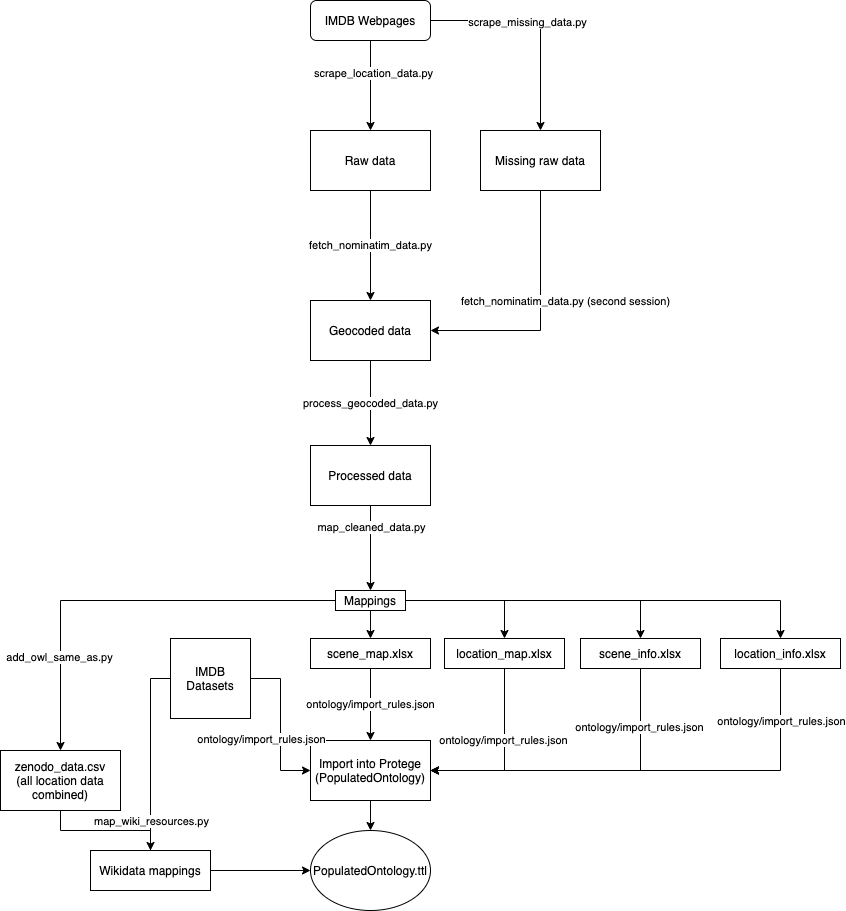 IMDB Webpages
scrape_missing_data.py
scrape_location_data.py
Raw data
Missing raw data
fetch_nominatim_data.py
fetch_nominatim_data.py (second session)
Geocoded data
process_geocoded_data.py
Processed data
map_cleaned_data.py
Mappings
add_owl_same_as.py
IMDB
Datasets
scene_map.xlsx
location_map.xlsx
scene_info.xlsx
location_info.xlsx
ontology/import_rules.json
ontology/import_rules.json
ontology/import_rules.json
ontology/import_rules.json
ontology/import_rules.json
zenodo_data.csv
(all location data
combined)
Import into Protege
(PopulatedOntology)
map_wiki_resources.py
Wikidata mappings
PopulatedOntology.ttl